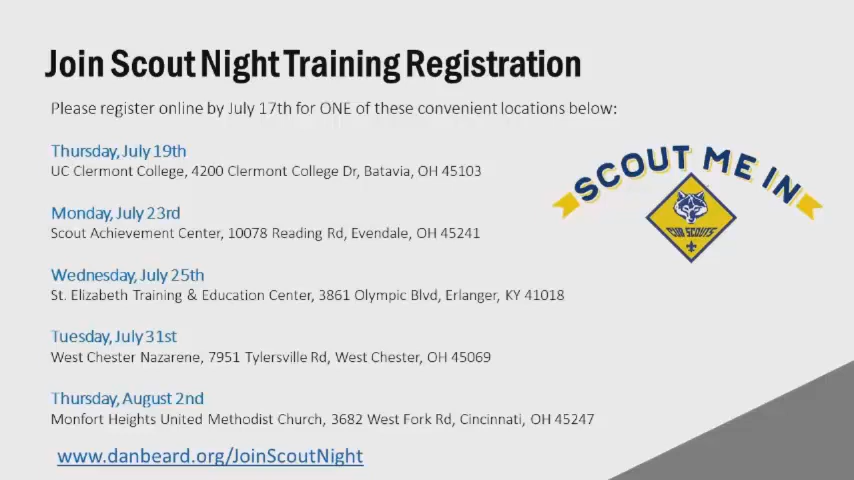 Join Scout Night Training Registration
Please register online by July 17th for ONE of these convenient locations below:
Thursday, July 19th
UC Clermont College, 4200 Clermont College Dr, Batavia, OH 45103
SCOUT ME IN
CUB SCOUTS
Monday, July 23rd
Scout Achievement Center, 10078 Reading Rd, Evendale, OH 45241
Wednesday, July 25th
St. Elizabeth Training & Education Center, 3861 Olympic Blvd, Erlanger, KY 41018
Tuesday, July 31st
West Chester Nazarene, 7951 Tylersville Rd, West Chester, OH 45069
Thursday, August 2nd
Monfort Heights United Methodist Church, 3682 West Fork Rd, Cincinnati, OH 45247
www.danbeard.org/JoinScoutNight